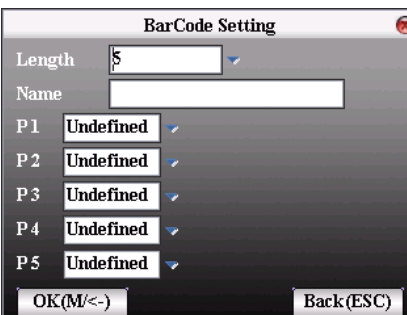 BarCode Setting
Length 5
Name
P1 Undefined
P2 Undefined
P3 Undefined
P4 Undefined
P5 Undefined
OK(M/<-) Back(ESC)